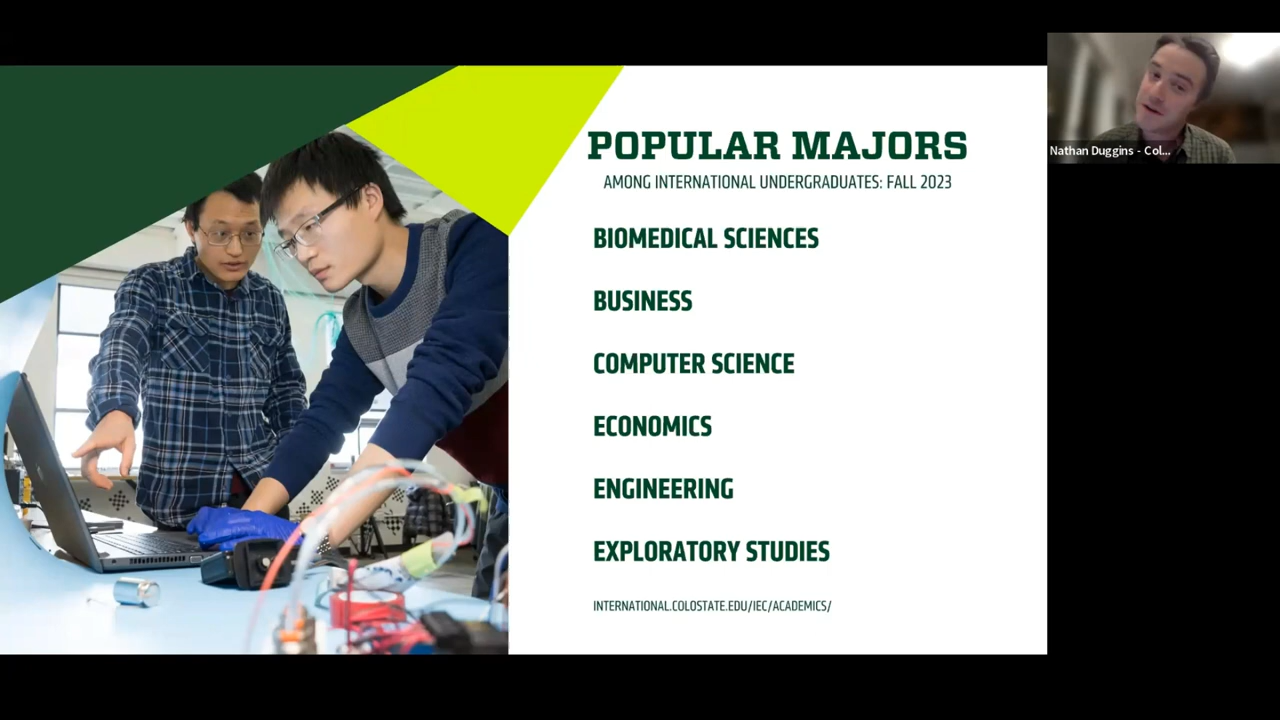 POPULAR MAJORS
AMONG INTERNATIONAL UNDERGRADUATES: FALL 2023
BIOMEDICAL SCIENCES
BUSINESS
COMPUTER SCIENCE
ECONOMICS
ENGINEERING
EXPLORATORY STUDIES
INTERNATIONAL.COLOSTATE.EDU/IEC/ACADEMICS/
Nathan Duggins - Col...